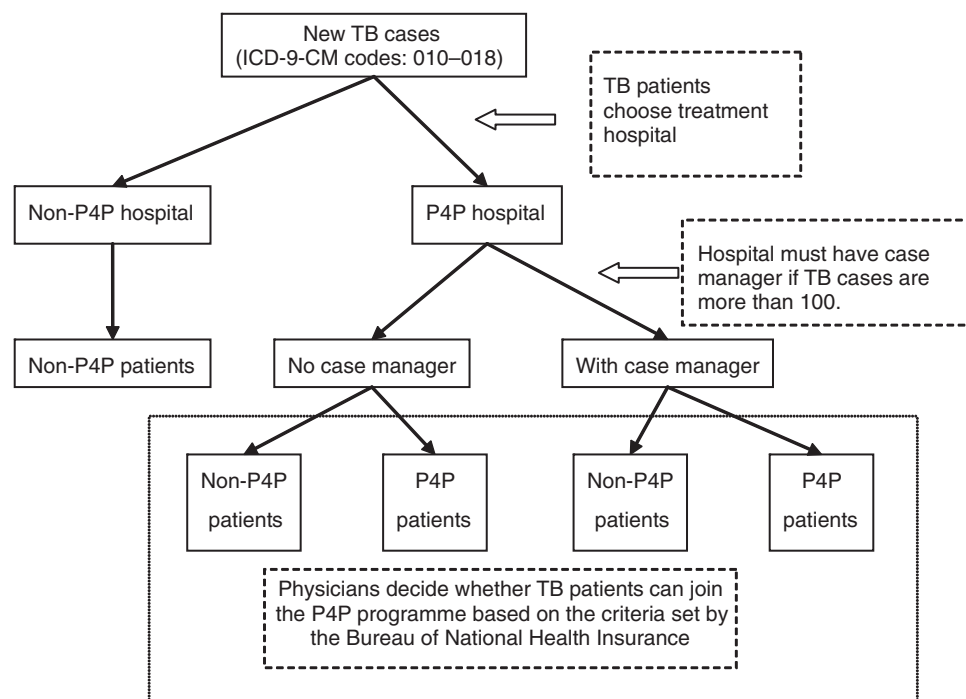 New TB cases
(ICD-9-CM codes: 010–018)
TB patients
choose treatment
hospital
Non-P4P hospital
P4P hospital
Hospital must have case
manager if TB cases are
more than 100.
Non-P4P patients
No case manager
With case manager
Non-P4P
patients
P4P
patients
Non-P4P
patients
P4P
patients
Physicians decide whether TB patients can join
the P4P programme based on the criteria set by
the Bureau of National Health Insurance